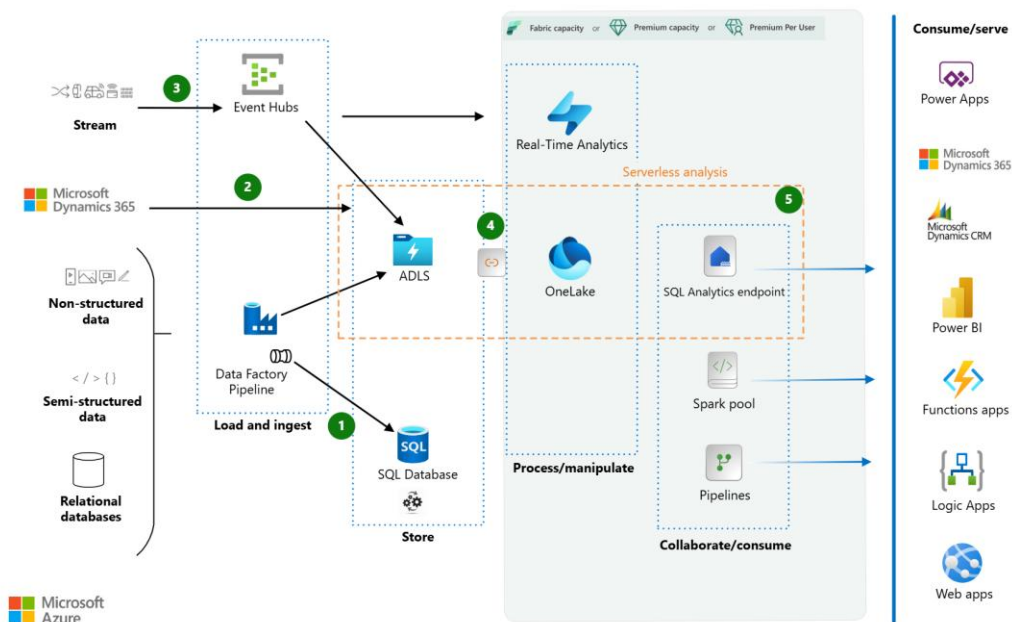 Fabric capacity or Premium capacity or Premium Per User
Consume/serve
3
Event Hubs
Stream
Real-Time Analytics
Power Apps
Microsoft
Dynamics 365
Serverless analysis
Microsoft
Dynamics 365
2
5
4
Microsoft
Dynamics CRM
ADLS
OneLake
SQL Analytics endpoint
Non-structured
data
Power BI
Data Factory
Pipeline
</>{}
Semi-structured
data
</>
Spark pool
Functions apps
Load and ingest
1
SQL
SQL Database
Process/manipulate
Pipelines
Relational
databases
Logic Apps
Store
Collaborate/consume
Web apps
Microsoft
Azure